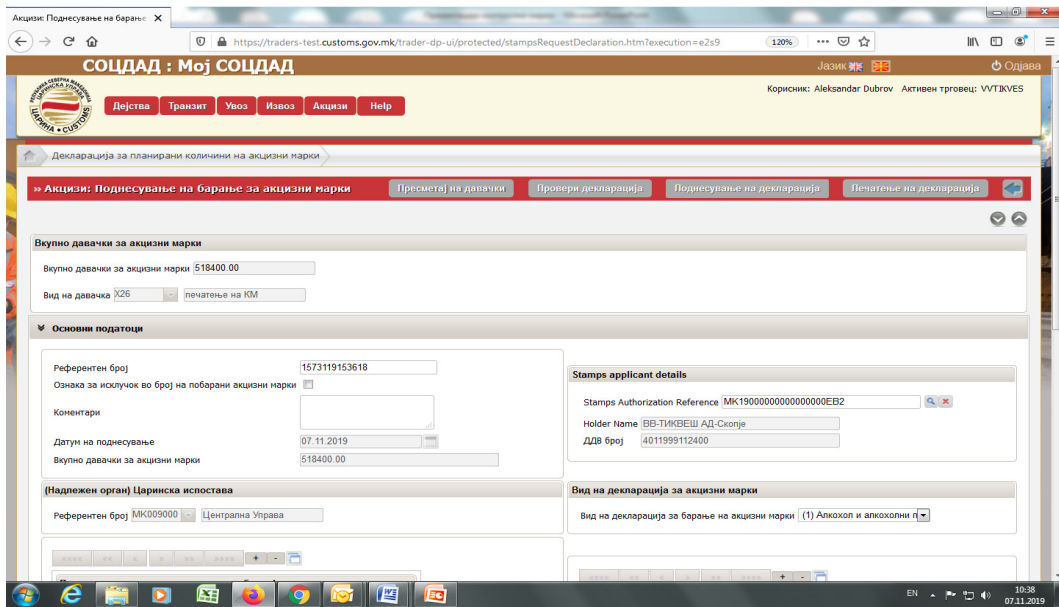 Акцизи: Поднесување на барање
https://traders-test.customs.gov.mk/trader-dp-ui/protected/stampsRequestDeclaration.htm?execution=e2s9
120%
СОЦДАД : Мој СОЦДАД
Јазик
Одјава
Корисник: Aleksandar Dubrov Активен трговец: VVTIKVES
Дејства Транзит Увоз Извоз Акцизи Help
ЦАРИНА • CUSTOMS
Декларација за планирани количини на акцизни марки
» Акцизи: Поднесување на барање за акцизни марки
Пресметај на давачки
Провери декларација
Поднесување на декларација
Печатење на декларација
Вкупно давачки за акцизни марки
Вкупно давачки за акцизни марки 518400.00
Вид на давачка X26 - печатење на КМ
Основни податоци
Референтен број 1573119153618
Ознака за исклучок во број на побарани акцизни марки
Коментари
Датум на поднесување 07.11.2019
Вкупно давачки за акцизни марки 518400.00
Stamps applicant details
Stamps Authorization Reference MK19000000000000000EB2
Holder Name ВВ-ТИКВЕШ АД-Скопје
ДДВ број 4011999112400
(Надлежен орган) Царинска испостава
Референтен број MK009000 - Централна Управа
Вид на декларација за акцизни марки
Вид на декларација за барање на акцизни марки (1) Алкохол и алкохолни п
<<<< << < > >> >>>> + -
<<<< << < > >> >>>> + -
EN
10:38
07.11.2019